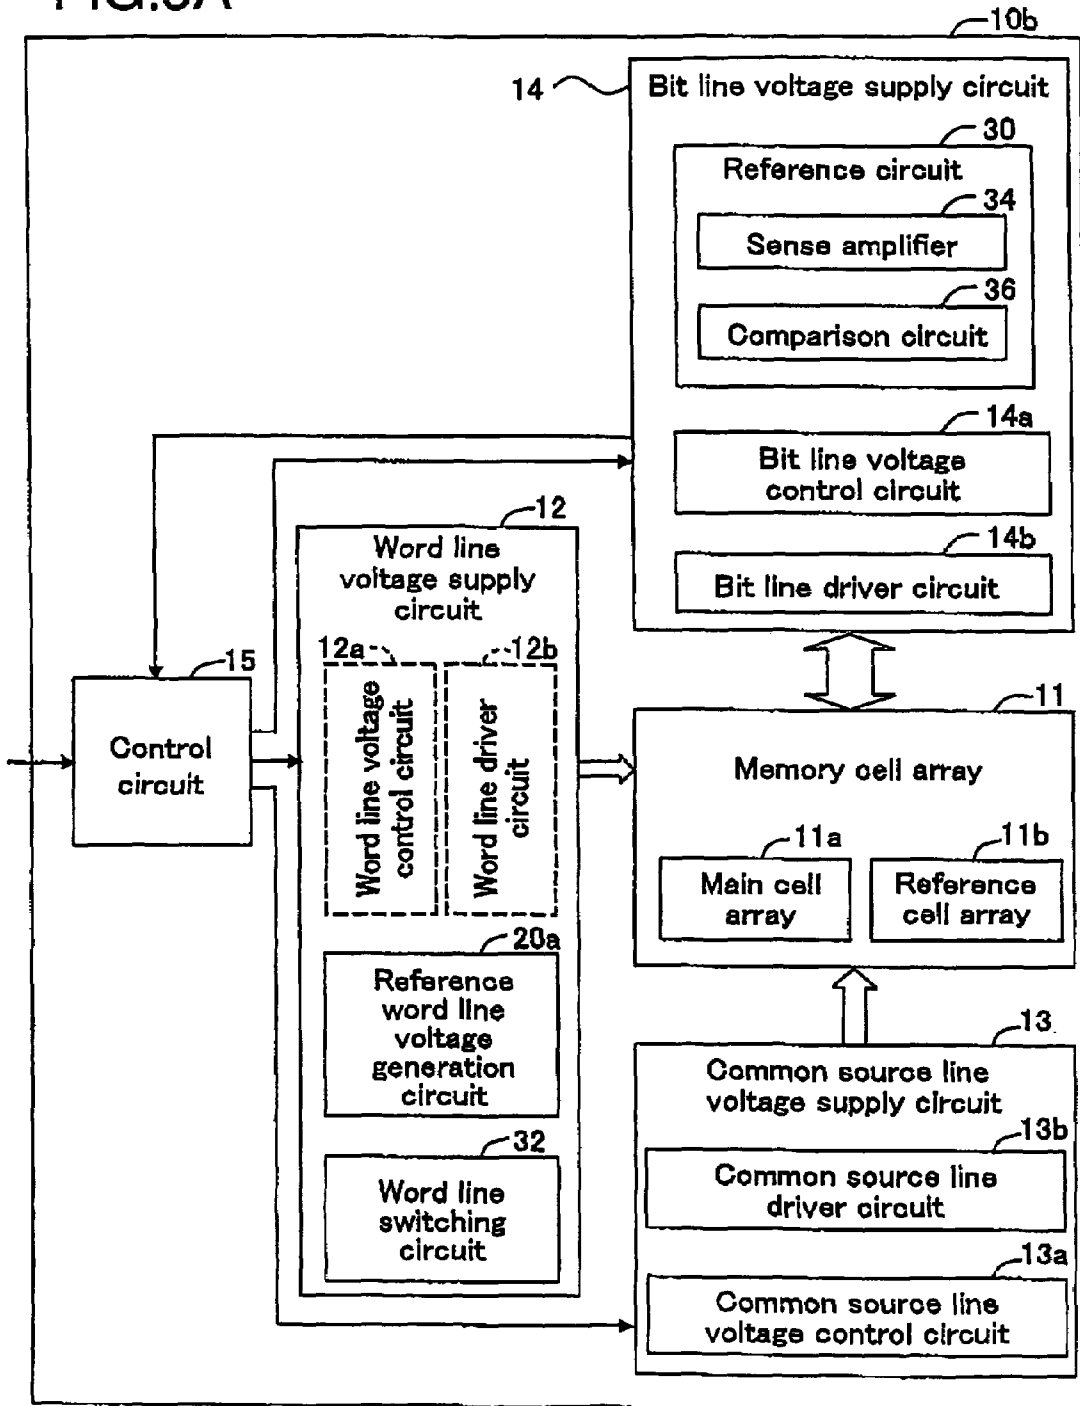 10b
14
Bit line voltage supply circuit
30
Reference circuit
34
Sense amplifier
36
Comparison circuit
14a
Bit line voltage
control circuit
14b
Bit line driver circuit
12
Word line
voltage supply
circuit
12a
12b
Word line voltage
control circuit
Word line driver
circuit
20a
Reference
word line
voltage
generation
circuit
32
Word line
switching
circuit
15
Control
circuit
11
Memory cell array
11a
Main cell
array
11b
Reference
cell array
13
Common source line
voltage supply circuit
13b
Common source line
driver circuit
13a
Common source line
voltage control circuit